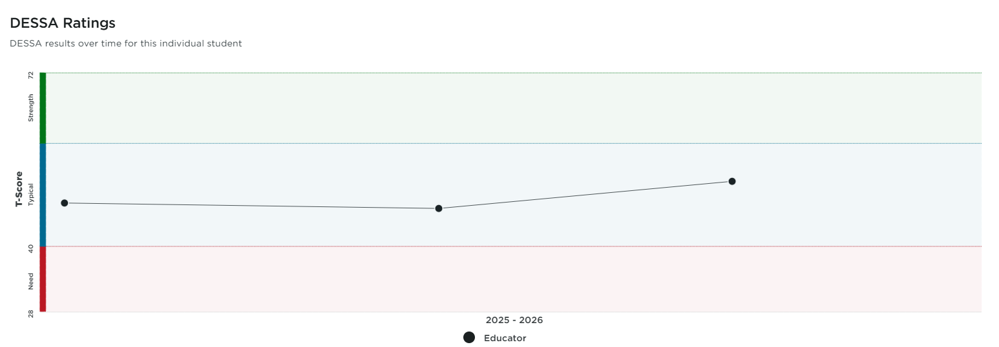 DESSA Ratings
DESSA results over time for this individual student
72
Strength
T-Score
Typical
40
Need
28
2025 - 2026
Educator